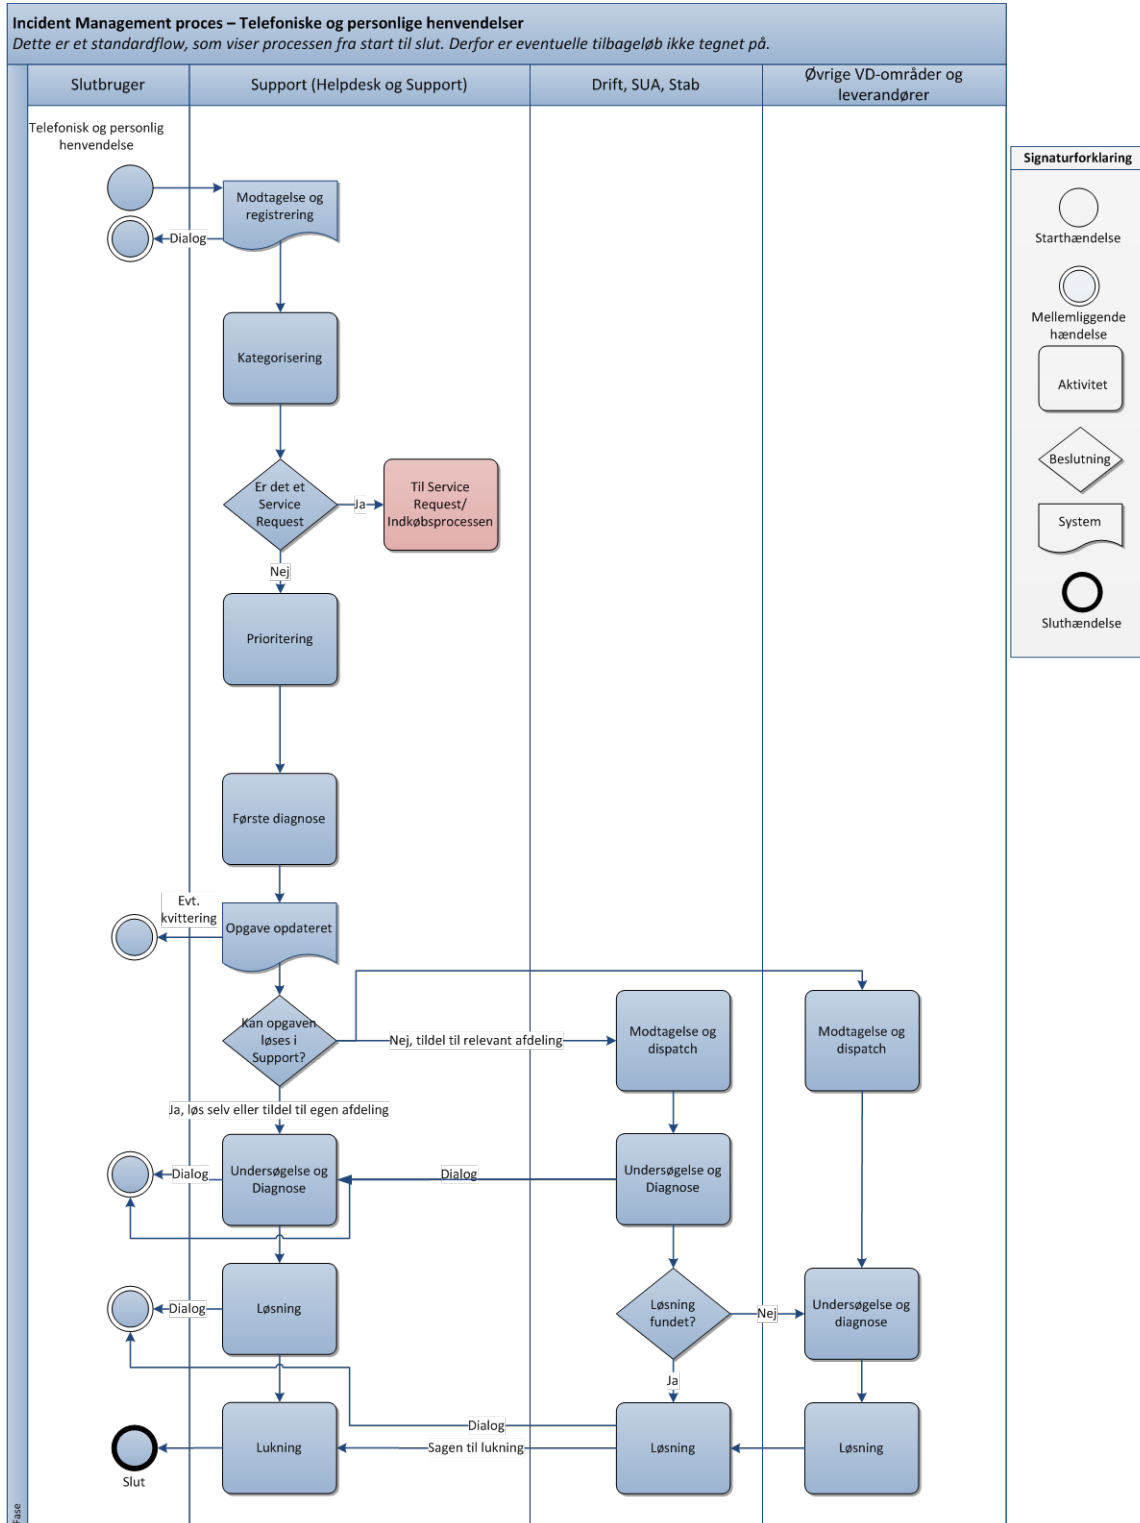 Incident Management proces – Telefoniske og personlige henvendelser
Dette er et standardflow, som viser processen fra start til slut. Derfor er eventuelle tilbageløb ikke tegnet på.
Slutbruger
Support (Helpdesk og Support)
Drift, SUA, Stab
Øvrige VD-områder og
leverandører
Telefonisk og personlig
henvendelse
Modtagelse og
registrering
Dialog
Kategorisering
Er det et
Service
Request
Ja
Til Service
Request/
Indkøbsprocessen
Nej
Prioritering
Første diagnose
Evt.
kvittering
Opgave opdateret
Kan opgaven
løses i
Support?
Nej, tildel til relevant afdeling
Modtagelse og
dispatch
Modtagelse og
dispatch
Ja, løs selv eller tildel til egen afdeling
Dialog
Undersøgelse og
Diagnose
Dialog
Undersøgelse og
Diagnose
Dialog
Løsning
Løsning
fundet?
Nej
Undersøgelse og
diagnose
Ja
Dialog
Slut
Lukning
Sagen til lukning
Løsning
Løsning
Fase
Signaturforklaring
Starthændelse
Mellemliggende
hændelse
Aktivitet
Beslutning
System
Sluthændelse